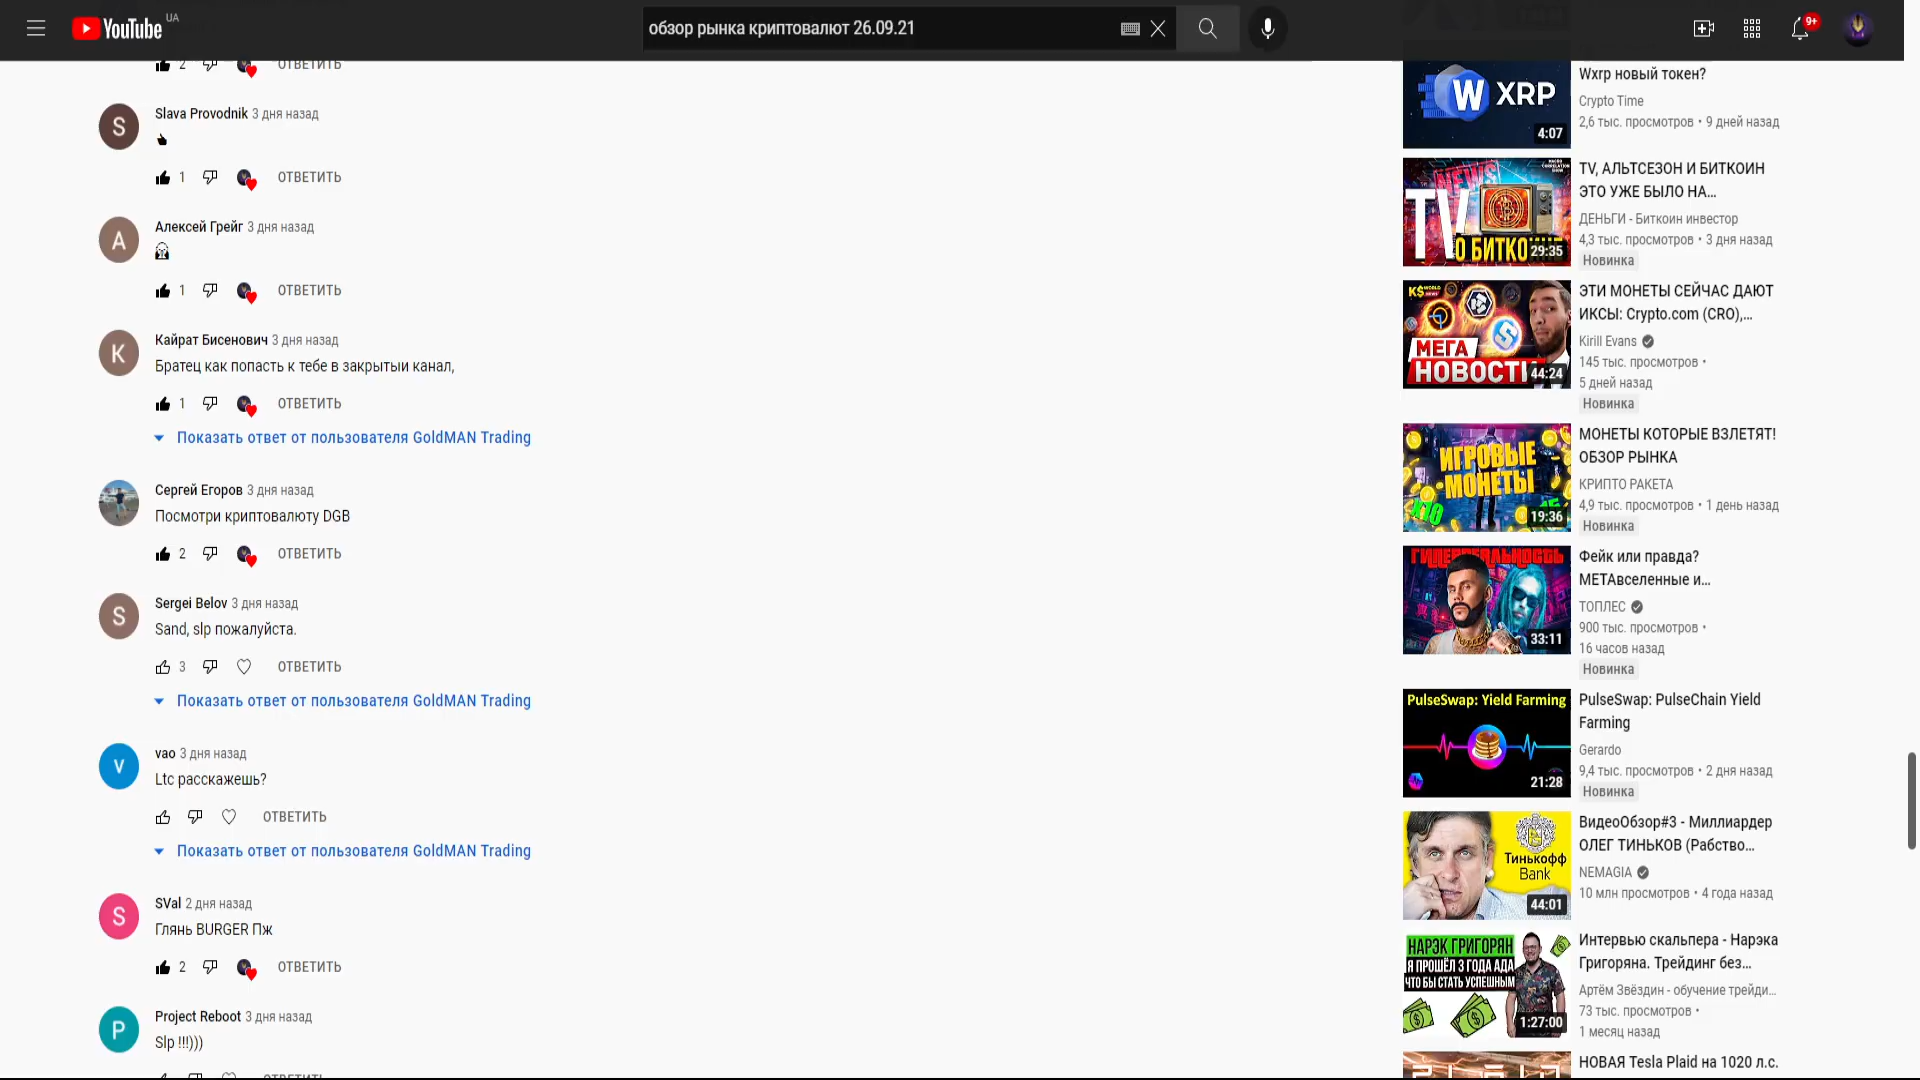 YouTube UA
обзор рынка криптовалют 26.09.21
9+
2 ОТВЕТИТЬ
Slava Provodnik 3 дня назад
1 ОТВЕТИТЬ
Алексей Грейг 3 дня назад
1 ОТВЕТИТЬ
Кайрат Бисенович 3 дня назад
Братец как попасть к тебе в закрытыи канал,
1 ОТВЕТИТЬ
Показать ответ от пользователя GoldMAN Trading
Сергей Егоров 3 дня назад
Посмотри криптовалюту DGB
2 ОТВЕТИТЬ
Sergei Belov 3 дня назад
Sand, slp пожалуйста.
3 ОТВЕТИТЬ
Показать ответ от пользователя GoldMAN Trading
vao 3 дня назад
Ltc расскажешь?
ОТВЕТИТЬ
Показать ответ от пользователя GoldMAN Trading
SVal 2 дня назад
Глянь BURGER Пж
2 ОТВЕТИТЬ
Project Reboot 3 дня назад
Slp !!!)))
ОТВЕТИТЬ
W XRP
4:07
Wxrp новый токен?
Crypto Time
2,6 тыс. просмотров • 9 дней назад
NEWS
TV
О БИТКОИНЕ
29:35
TV, АЛЬТСЕЗОН И БИТКОИН
ЭТО УЖЕ БЫЛО НА...
ДЕНЬГИ - Биткоин инвестор
4,3 тыс. просмотров • 3 дня назад
Новинка
K$WORLD
МЕГА
НОВОСТИ
44:24
ЭТИ МОНЕТЫ СЕЙЧАС ДАЮТ
ИКСЫ: Crypto.com (CRO),...
Kirill Evans
145 тыс. просмотров •
5 дней назад
Новинка
ИГРОВЫЕ
МОНЕТЫ
X10
19:36
МОНЕТЫ КОТОРЫЕ ВЗЛЕТЯТ!
ОБЗОР РЫНКА
КРИПТО РАКЕТА
4,9 тыс. просмотров • 1 день назад
Новинка
ГИПЕРРЕАЛЬНОСТЬ
33:11
Фейк или правда?
МЕТАвселенные и...
ТОПЛЕС
900 тыс. просмотров •
16 часов назад
Новинка
PulseSwap: Yield Farming
21:28
PulseSwap: PulseChain Yield
Farming
Gerardo
9,4 тыс. просмотров • 2 дня назад
Новинка
Тинькофф
Bank
44:01
ВидеоОбзор#3 - Миллиардер
ОЛЕГ ТИНЬКОВ (Рабство...
NEMAGIA
10 млн просмотров • 4 года назад
НАРЭК ГРИГОРЯН
Я ПРОШЁЛ 3 ГОДА АДА
ЧТО БЫ СТАТЬ УСПЕШНЫМ
1:27:00
Интервью скальпера - Нарэка
Григоряна. Трейдинг без...
Артём Звёздин - обучение трейди...
73 тыс. просмотров •
1 месяц назад
НОВАЯ Tesla Plaid на 1020 л.с.